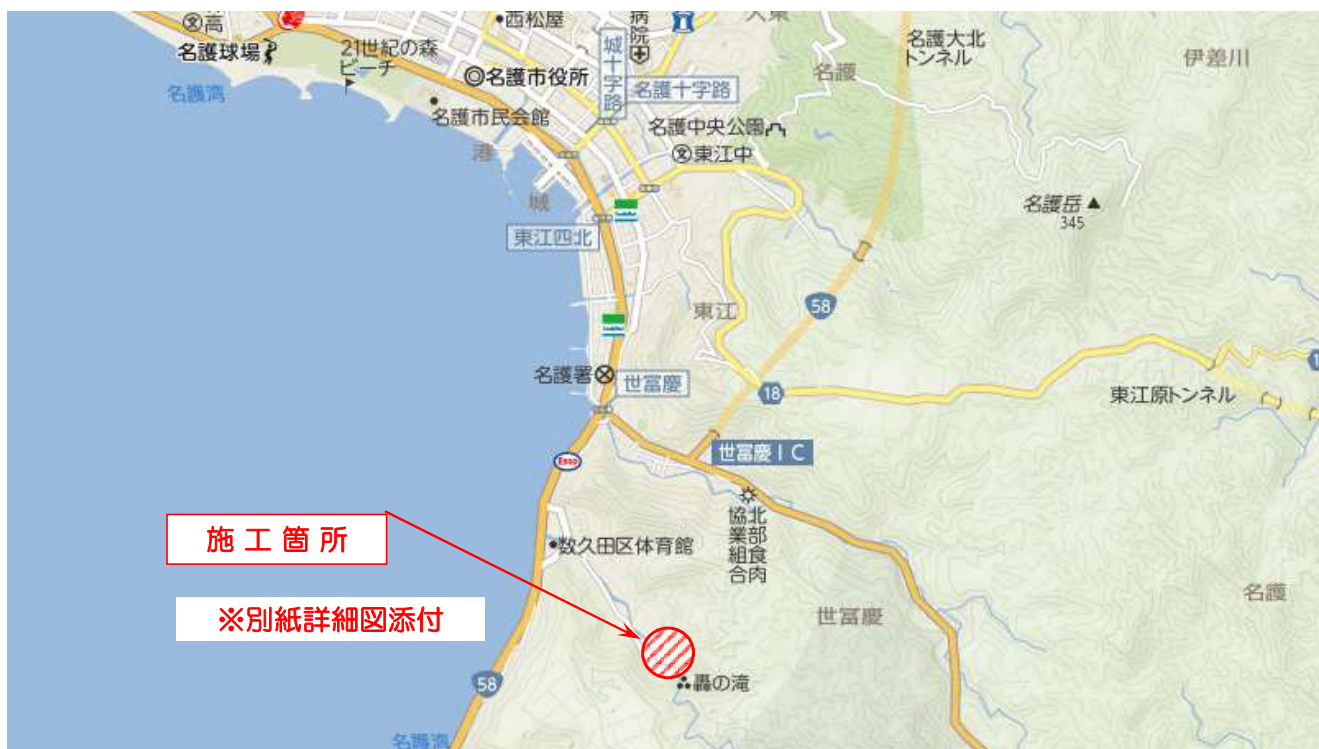 高
西松屋
病院
大東
名護球場
21世紀の森
ビーチ
城十字路
名護大北
トンネル
伊差川
名護湾
◎名護市役所
名護十字路
名護
名護市民会館
名護中央公園
港
東江中
城
名護岳▲
345
東江四北
東江
58
名護署
世冨慶
18
東江原トンネル
Esso
世冨慶IC
施工箇所
数久田区体育館
北部食肉
協業組合
名護
※別紙詳細図添付
世冨慶
58
轟の滝
名護湾